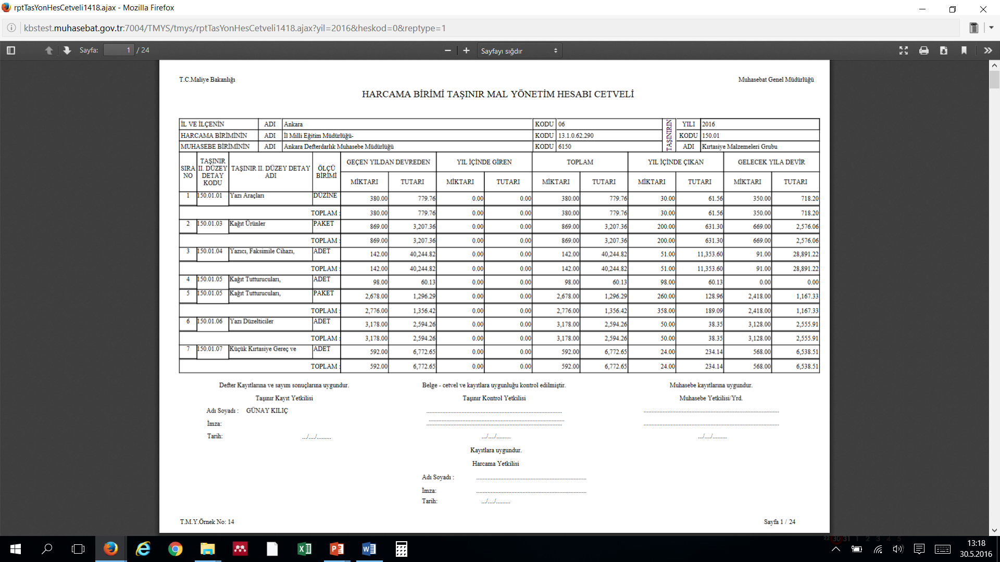 rptTasYonHesCetveli1418.ajax - Mozilla Firefox
kbstest.muhasebat.gov.tr:7004/TMYS/tmys/rptTasYonHesCetveli1418.ajax?yil=2016&heskod=0&reptype=1
Sayfa: 1 / 24 Sayfayı sığdır
T.C.Maliye Bakanlığı Muhasebat Genel Müdürlüğü
HARCAMA BİRİMİ TAŞINIR MAL YÖNETİM HESABI CETVELİ
İL VE İLÇENİN ADI Ankara KODU 06 TAŞINIRIN YILI 2016
HARCAMA BİRİMİNİN ADI İl Milli Eğitim Müdürlüğü- KODU 13.1.0.62.290 KODU 150.01
MUHASEBE BİRİMİNİN ADI Ankara Defterdarlık Muhasebe Müdürlüğü KODU 6150 ADI Kırtasiye Malzemeleri Grubu
SIRA NO TAŞINIR II. DÜZEY DETAY KODU TAŞINIR II. DÜZEY DETAY ADI ÖLÇÜ BİRİMİ GEÇEN YILDAN DEVREDEN YIL İÇİNDE GİREN TOPLAM YIL İÇİNDE ÇIKAN GELECEK YILA DEVİR
MİKTARI TUTARI MİKTARI TUTARI MİKTARI TUTARI MİKTARI TUTARI MİKTARI TUTARI
1 150.01.01 Yazı Araçları DÜZİNE 380.00 779.76 0.00 0.00 380.00 779.76 30.00 61.56 350.00 718.20
TOPLAM : 380.00 779.76 0.00 0.00 380.00 779.76 30.00 61.56 350.00 718.20
2 150.01.03 Kağıt Ürünler PAKET 869.00 3,207.36 0.00 0.00 869.00 3,207.36 200.00 631.30 669.00 2,576.06
TOPLAM : 869.00 3,207.36 0.00 0.00 869.00 3,207.36 200.00 631.30 669.00 2,576.06
3 150.01.04 Yazıcı, Faksimile Cihazı, ADET 142.00 40,244.82 0.00 0.00 142.00 40,244.82 51.00 11,353.60 91.00 28,891.22
TOPLAM : 142.00 40,244.82 0.00 0.00 142.00 40,244.82 51.00 11,353.60 91.00 28,891.22
4 150.01.05 Kağıt Tutturucuları, ADET 98.00 60.13 0.00 0.00 98.00 60.13 98.00 60.13 0.00 0.00
5 150.01.05 Kağıt Tutturucuları, PAKET 2,678.00 1,296.29 0.00 0.00 2,678.00 1,296.29 260.00 128.96 2,418.00 1,167.33
TOPLAM : 2,776.00 1,356.42 0.00 0.00 2,776.00 1,356.42 358.00 189.09 2,418.00 1,167.33
6 150.01.06 Yazı Düzelticiler ADET 3,178.00 2,594.26 0.00 0.00 3,178.00 2,594.26 50.00 38.35 3,128.00 2,555.91
TOPLAM : 3,178.00 2,594.26 0.00 0.00 3,178.00 2,594.26 50.00 38.35 3,128.00 2,555.91
7 150.01.07 Küçük Kırtasiye Gereç ve ADET 592.00 6,772.65 0.00 0.00 592.00 6,772.65 24.00 234.14 568.00 6,538.51
TOPLAM : 592.00 6,772.65 0.00 0.00 592.00 6,772.65 24.00 234.14 568.00 6,538.51
Defter Kayıtlarına ve sayım sonuçlarına uygundur. Belge - cetvel ve kayıtlara uygunluğu kontrol edilmiştir. Muhasebe kayıtlarına uygundur.
Taşınır Kayıt Yetkilisi Taşınır Kontrol Yetkilisi Muhasebe Yetkilisi/Yrd.
Adı Soyadı : GÜNAY KILIÇ
İmza:
Tarih: .../..../......... .../..../......... .../..../.........
Kayıtlara uygundur.
Harcama Yetkilisi
Adı Soyadı :
İmza:
Tarih: .../..../.........
T.M.Y.Örnek No: 14 Sayfa 1 / 24
22 30 31 1 2 3 4 5
13:18
30.5.2016